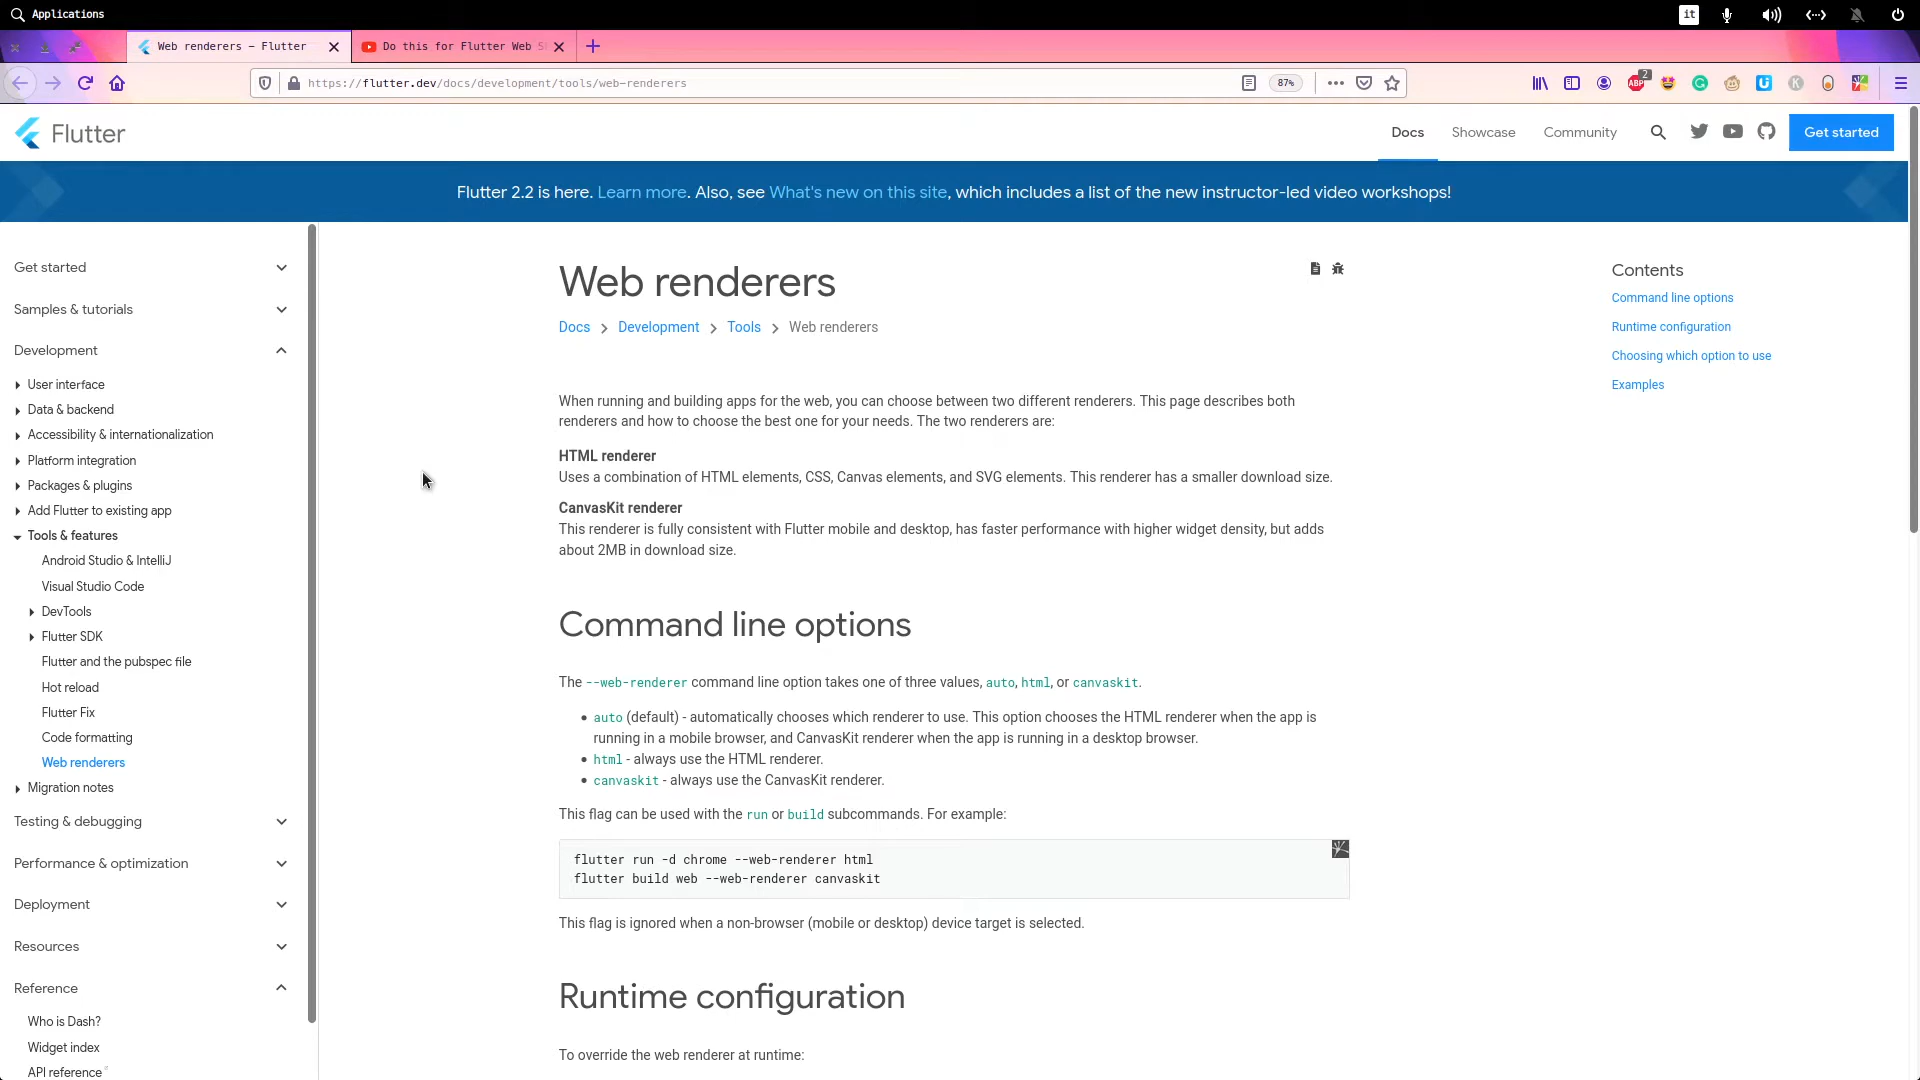 Applications
it
Web renderers – Flutter
Do this for Flutter Web S
https://flutter.dev/docs/development/tools/web-renderers
87%
ABP
2
Flutter
Docs
Showcase
Community
Get started
Flutter 2.2 is here. Learn more. Also, see What's new on this site, which includes a list of the new instructor-led video workshops!
Get started
Samples & tutorials
Development
User interface
Data & backend
Accessibility & internationalization
Platform integration
Packages & plugins
Add Flutter to existing app
Tools & features
Android Studio & IntelliJ
Visual Studio Code
DevTools
Flutter SDK
Flutter and the pubspec file
Hot reload
Flutter Fix
Code formatting
Web renderers
Migration notes
Testing & debugging
Performance & optimization
Deployment
Resources
Reference
Who is Dash?
Widget index
API reference
Web renderers
Docs > Development > Tools > Web renderers
When running and building apps for the web, you can choose between two different renderers. This page describes both
renderers and how to choose the best one for your needs. The two renderers are:
HTML renderer
Uses a combination of HTML elements, CSS, Canvas elements, and SVG elements. This renderer has a smaller download size.
CanvasKit renderer
This renderer is fully consistent with Flutter mobile and desktop, has faster performance with higher widget density, but adds
about 2MB in download size.
Command line options
The --web-renderer command line option takes one of three values, auto, html, or canvaskit.
• auto (default) - automatically chooses which renderer to use. This option chooses the HTML renderer when the app is
running in a mobile browser, and CanvasKit renderer when the app is running in a desktop browser.
• html - always use the HTML renderer.
• canvaskit - always use the CanvasKit renderer.
This flag can be used with the run or build subcommands. For example:
flutter run -d chrome --web-renderer html
flutter build web --web-renderer canvaskit
This flag is ignored when a non-browser (mobile or desktop) device target is selected.
Runtime configuration
To override the web renderer at runtime:
Contents
Command line options
Runtime configuration
Choosing which option to use
Examples